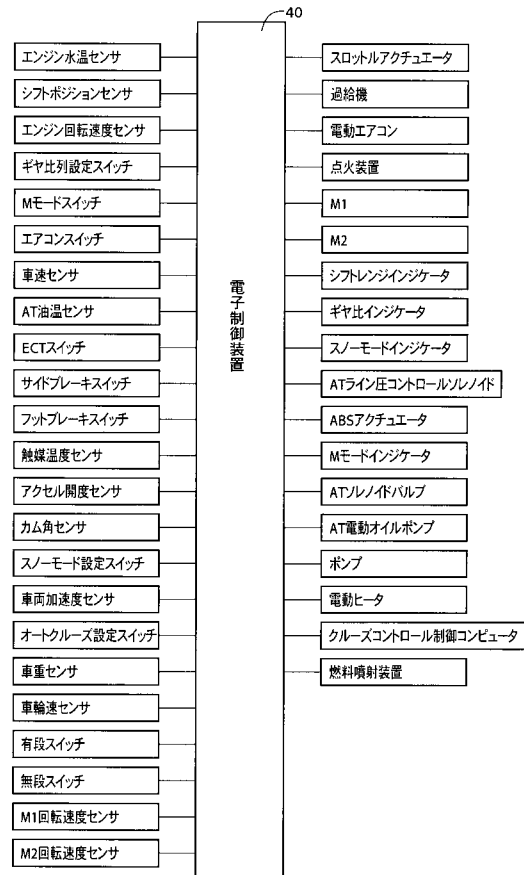 40
エンジン水温センサ
シフトポジションセンサ
エンジン回転速度センサ
ギヤ比列設定スイッチ
Mモードスイッチ
エアコンスイッチ
車速センサ
AT油温センサ
ECTスイッチ
サイドブレーキスイッチ
フットブレーキスイッチ
触媒温度センサ
アクセル開度センサ
カム角センサ
スノーモード設定スイッチ
車両加速度センサ
オートクルーズ設定スイッチ
車重センサ
車輪速センサ
有段スイッチ
無段スイッチ
M1回転速度センサ
M2回転速度センサ
電子制御装置
スロットルアクチュエータ
過給機
電動エアコン
点火装置
M1
M2
シフトレンジインジケータ
ギヤ比インジケータ
スノーモードインジケータ
ATライン圧コントロールソレノイド
ABSアクチュエータ
Mモードインジケータ
ATソレノイドバルブ
AT電動オイルポンプ
ポンプ
電動ヒータ
クルーズコントロール制御コンピュータ
燃料噴射装置